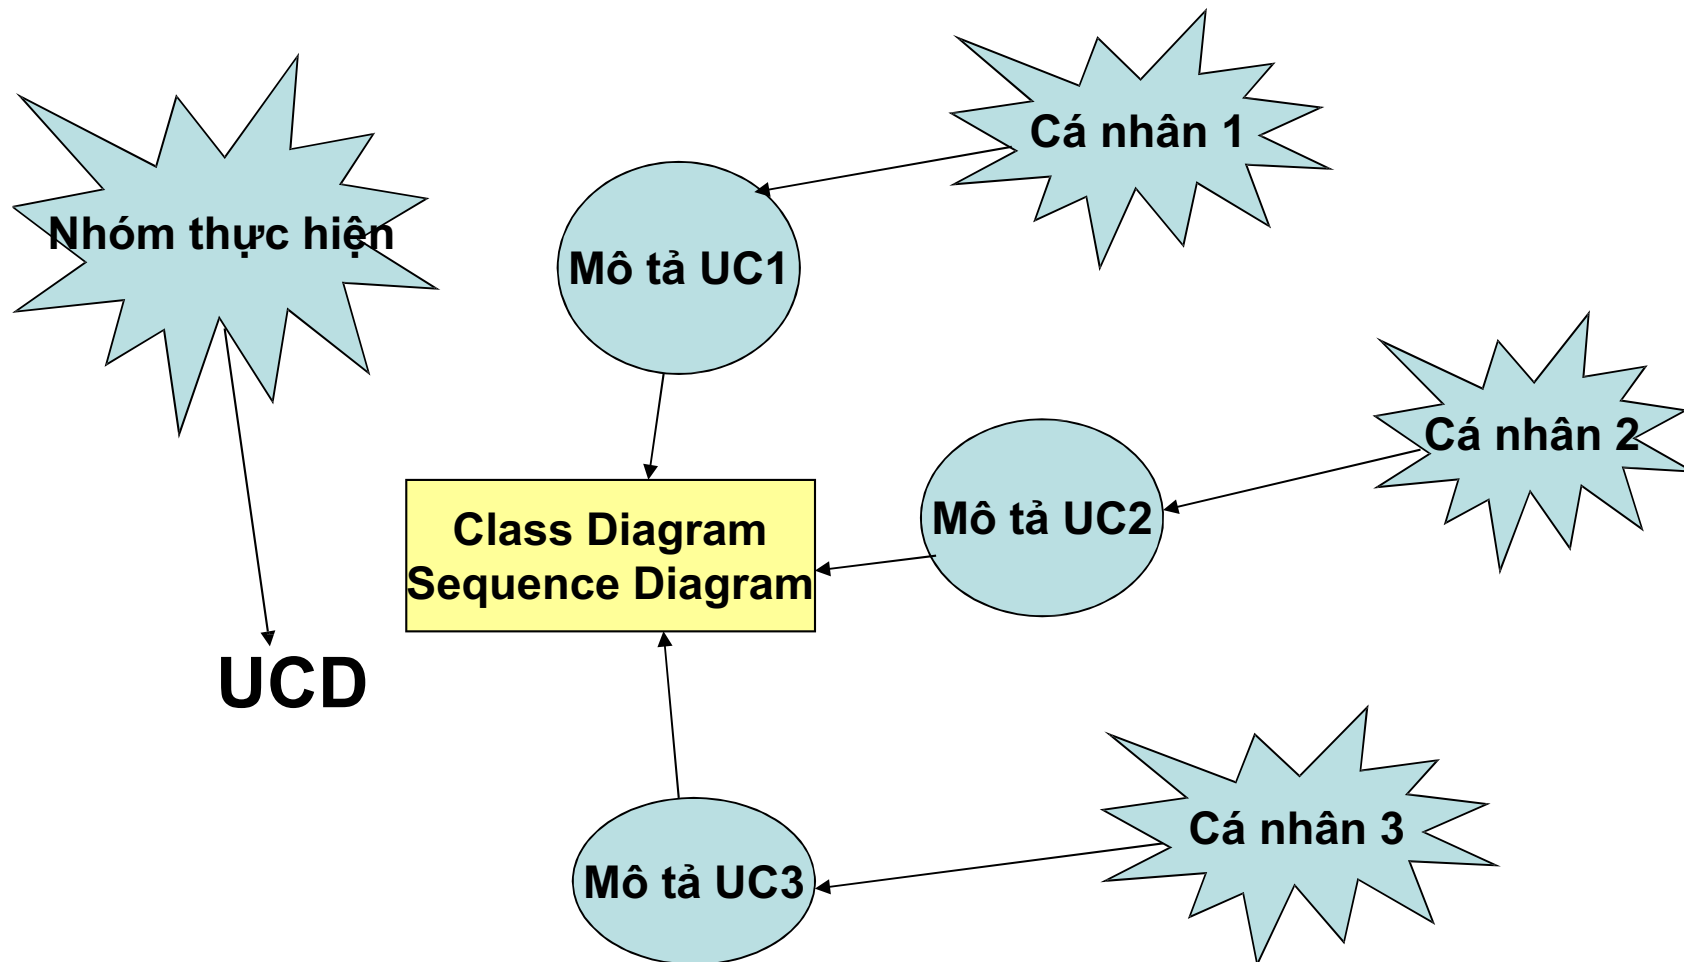 Cá nhân 1
Nhóm thực hiện
Mô tả UC1
Cá nhân 2
Mô tả UC2
Class Diagram
Sequence Diagram
UCD
Cá nhân 3
Mô tả UC3